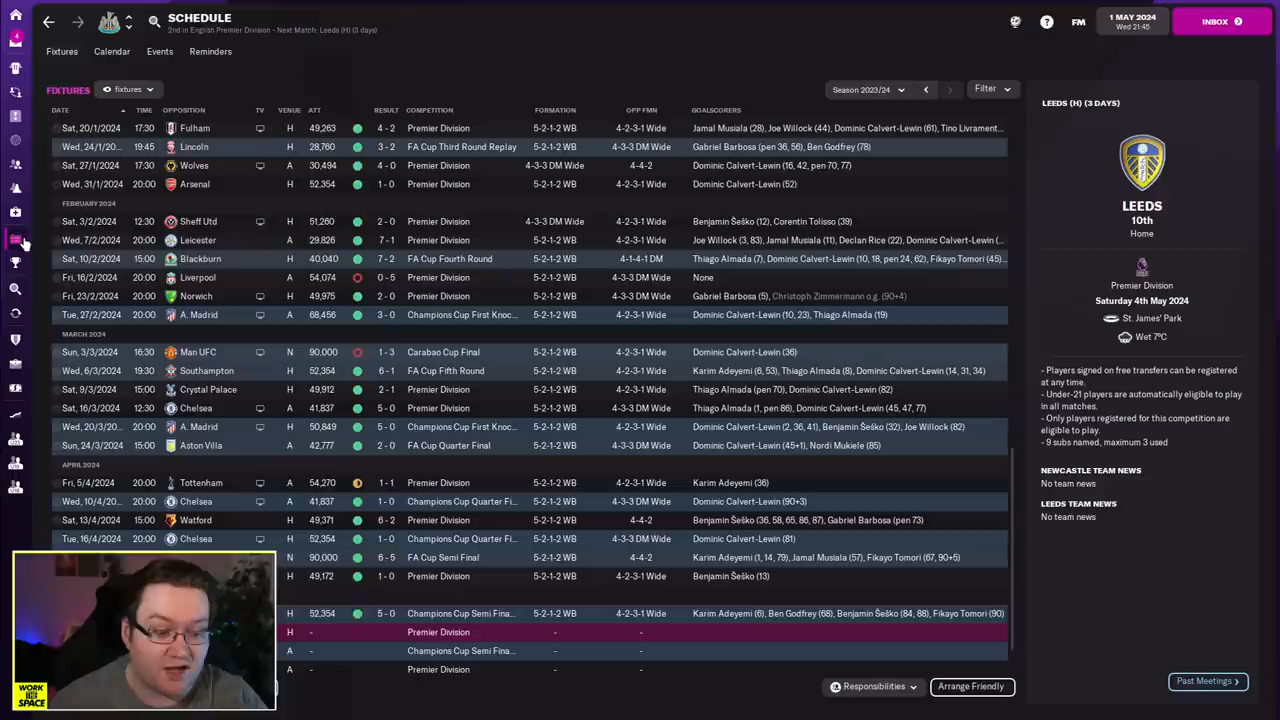 SCHEDULE
2nd in English Premier Division - Next Match: Leeds (H) (3 days)
FM
1 MAY 2024
Wed 21:45
INBOX
4
Fixtures Calendar Events Reminders
FIXTURES fixtures Season 2023/24 Filter
DATE TIME OPPOSITION TV VENUE ATT RESULT COMPETITION FORMATION OPP FMN GOALSCORERS
Sat, 20/1/2024 17:30 Fulham H 49,263 4 - 2 Premier Division 5-2-1-2 WB 4-2-3-1 Wide Jamal Musiala (28), Joe Willock (44), Dominic Calvert-Lewin (61), Tino Livrament...
Wed, 24/1/20... 19:45 Lincoln H 28,760 3 - 2 FA Cup Third Round Replay 5-2-1-2 WB 4-2-3-1 Wide Gabriel Barbosa (pen 36, 56), Ben Godfrey (78)
Sat, 27/1/2024 17:30 Wolves A 30,494 4 - 0 Premier Division 4-3-3 DM Wide 4-4-2 Dominic Calvert-Lewin (16, 42, pen 70, 77)
Wed, 31/1/2024 20:00 Arsenal H 52,354 1 - 0 Premier Division 5-2-1-2 WB 4-2-3-1 Wide Dominic Calvert-Lewin (52)
FEBRUARY 2024
Sat, 3/2/2024 12:30 Sheff Utd H 51,260 2 - 0 Premier Division 4-3-3 DM Wide 4-2-3-1 Wide Benjamin Šeško (12), Corentin Tolisso (39)
Wed, 7/2/2024 20:00 Leicester A 29,826 7 - 1 Premier Division 5-2-1-2 WB 4-2-3-1 Wide Joe Willock (3, 83), Jamal Musiala (11), Declan Rice (22), Dominic Calvert-Lewin (...
Sat, 10/2/2024 15:00 Blackburn H 40,040 7 - 2 FA Cup Fourth Round 5-2-1-2 WB 4-1-4-1 DM Thiago Almada (7), Dominic Calvert-Lewin (10, 18, pen 24, 62), Fikayo Tomori (45)...
Fri, 16/2/2024 20:00 Liverpool A 54,074 0 - 5 Premier Division 5-2-1-2 WB 4-3-3 DM Wide None
Fri, 23/2/2024 20:00 Norwich H 49,975 2 - 0 Premier Division 5-2-1-2 WB 4-3-3 DM Wide Gabriel Barbosa (5), Christoph Zimmermann o.g. (90+4)
Tue, 27/2/2024 20:00 A. Madrid A 68,456 3 - 0 Champions Cup First Knoc... 5-2-1-2 WB 4-3-3 DM Wide Dominic Calvert-Lewin (10, 23), Thiago Almada (19)
MARCH 2024
Sun, 3/3/2024 16:30 Man UFC N 90,000 1 - 3 Carabao Cup Final 5-2-1-2 WB 4-2-3-1 Wide Dominic Calvert-Lewin (36)
Wed, 6/3/2024 19:30 Southampton H 52,354 6 - 1 FA Cup Fifth Round 5-2-1-2 WB 4-2-3-1 Wide Karim Adeyemi (6, 53), Thiago Almada (8), Dominic Calvert-Lewin (14, 31, 34)
Sat, 9/3/2024 15:00 Crystal Palace H 49,912 2 - 1 Premier Division 5-2-1-2 WB 4-3-3 DM Wide Thiago Almada (pen 70), Dominic Calvert-Lewin (82)
Sat, 16/3/2024 12:30 Chelsea A 41,837 5 - 0 Premier Division 5-2-1-2 WB 4-3-3 DM Wide Thiago Almada (1, pen 86), Dominic Calvert-Lewin (45, 47, 77)
Wed, 20/3/20... 20:00 A. Madrid H 50,849 5 - 0 Champions Cup First Knoc... 5-2-1-2 WB 4-3-3 DM Wide Dominic Calvert-Lewin (2, 36, 41), Benjamin Šeško (32), Joe Willock (82)
Sun, 24/3/2024 15:00 Aston Villa A 42,777 2 - 0 FA Cup Quarter Final 5-2-1-2 WB 4-3-3 DM Wide Dominic Calvert-Lewin (45+1), Nordi Mukiele (85)
APRIL 2024
Fri, 5/4/2024 20:00 Tottenham A 54,270 1 - 1 Premier Division 5-2-1-2 WB 4-2-3-1 Wide Karim Adeyemi (36)
Wed, 10/4/20... 20:00 Chelsea A 41,837 1 - 0 Champions Cup Quarter Fi... 5-2-1-2 WB 4-3-3 DM Wide Dominic Calvert-Lewin (90+3)
Sat, 13/4/2024 15:00 Watford H 49,371 6 - 2 Premier Division 5-2-1-2 WB 4-4-2 Benjamin Šeško (36, 58, 65, 86, 87), Gabriel Barbosa (pen 73)
Tue, 16/4/2024 20:00 Chelsea H 52,354 1 - 0 Champions Cup Quarter Fi... 5-2-1-2 WB 4-3-3 DM Wide Dominic Calvert-Lewin (81)
N 90,000 6 - 5 FA Cup Semi Final 5-2-1-2 WB 4-4-2 Karim Adeyemi (1, 14, 79), Jamal Musiala (57), Fikayo Tomori (67, 90+5)
H 49,172 1 - 0 Premier Division 5-2-1-2 WB 4-2-3-1 Wide Benjamin Šeško (13)
H 52,354 5 - 0 Champions Cup Semi Fina... 5-2-1-2 WB 4-2-3-1 Wide Karim Adeyemi (6), Ben Godfrey (68), Benjamin Šeško (84, 88), Fikayo Tomori (90)
H - Premier Division - -
A - Champions Cup Semi Fina... - -
A - Premier Division - -
Responsibilities Arrange Friendly
LEEDS (H) (3 DAYS)
LEEDS
10th
Home
Premier Division
Saturday 4th May 2024
St. James' Park
Wet 7°C
- Players signed on free transfers can be registered
at any time.
- Under-21 players are automatically eligible to play
in all matches.
- Only players registered for this competition are
eligible to play.
- 9 subs named, maximum 3 used
NEWCASTLE TEAM NEWS
No team news
LEEDS TEAM NEWS
No team news
Past Meetings >
WORK
THE
SPACE